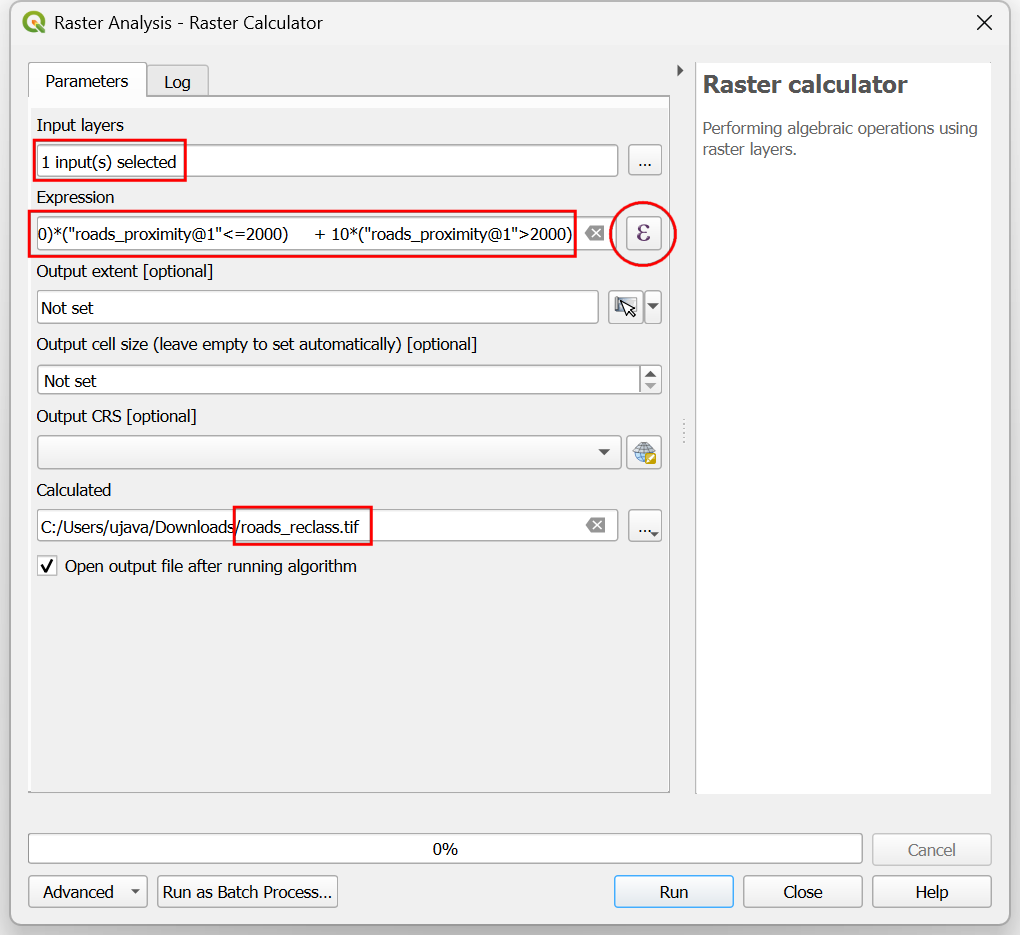 Raster Analysis - Raster Calculator
Parameters
Log
Input layers
1 input(s) selected
...
Expression
0)*("roads_proximity@1"<=2000)      + 10*("roads_proximity@1">2000)
ε
Output extent [optional]
Not set
Output cell size (leave empty to set automatically) [optional]
Not set
Output CRS [optional]
Calculated
C:/Users/ujava/Downloads/roads_reclass.tif
...
Open output file after running algorithm
Raster calculator
Performing algebraic operations using
raster layers.
0%
Cancel
Advanced
Run as Batch Process...
Run
Close
Help